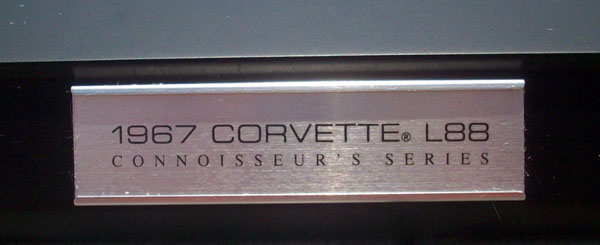 1967 CORVETTE® L88
CONNOISSEUR'S SERIES